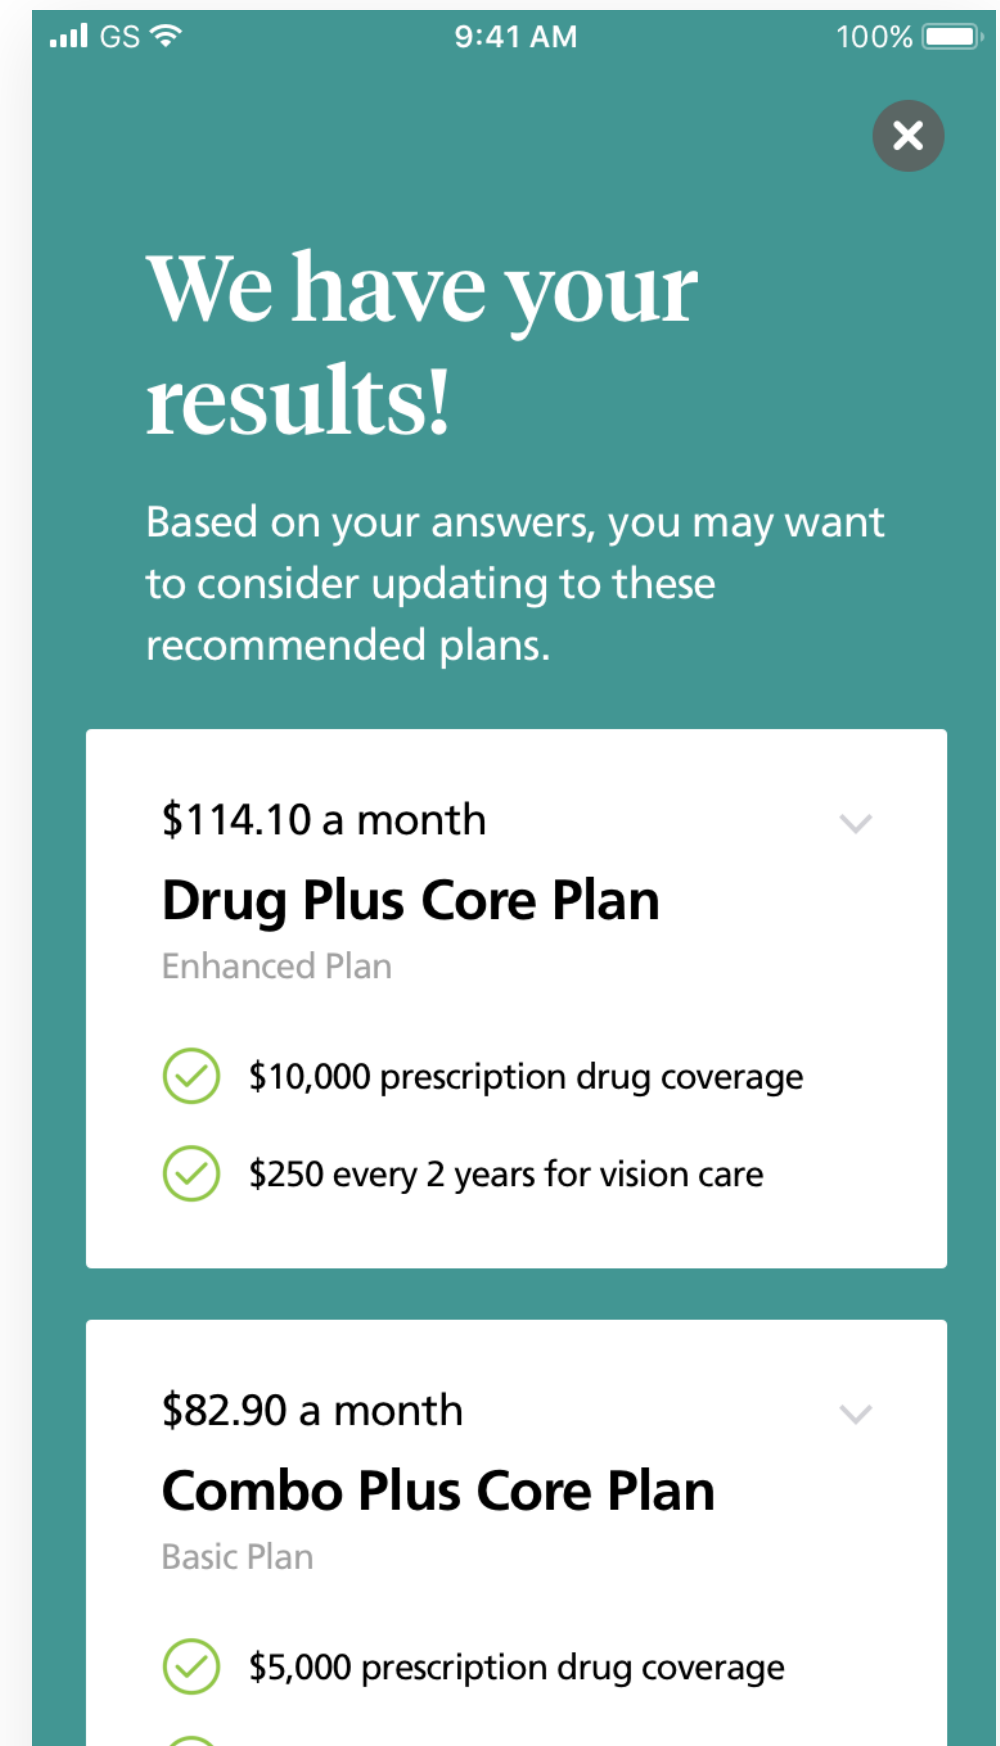 GS 9:41 AM 100%
We have your
results!
Based on your answers, you may want
to consider updating to these
recommended plans.
$114.10 a month
Drug Plus Core Plan
Enhanced Plan
$10,000 prescription drug coverage
$250 every 2 years for vision care
$82.90 a month
Combo Plus Core Plan
Basic Plan
$5,000 prescription drug coverage